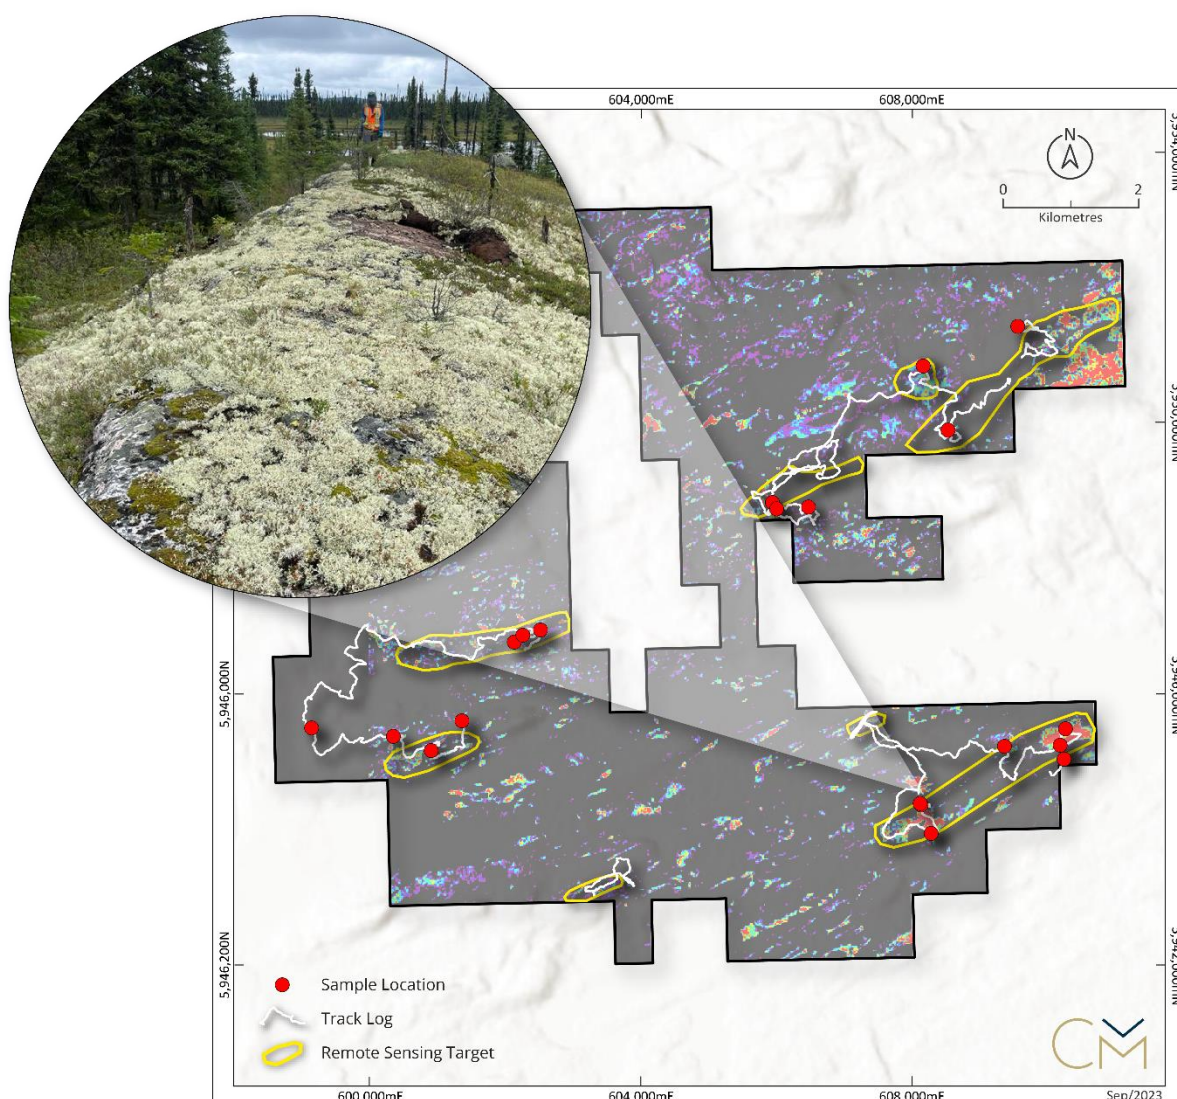 604,000mE
608,000mE
N
0
2
Kilometres
5,946,000N
5,946,200N
Sample Location
Track Log
Remote Sensing Target
CM
600,000mE
604,000mE
608,000mE
Sep/2023